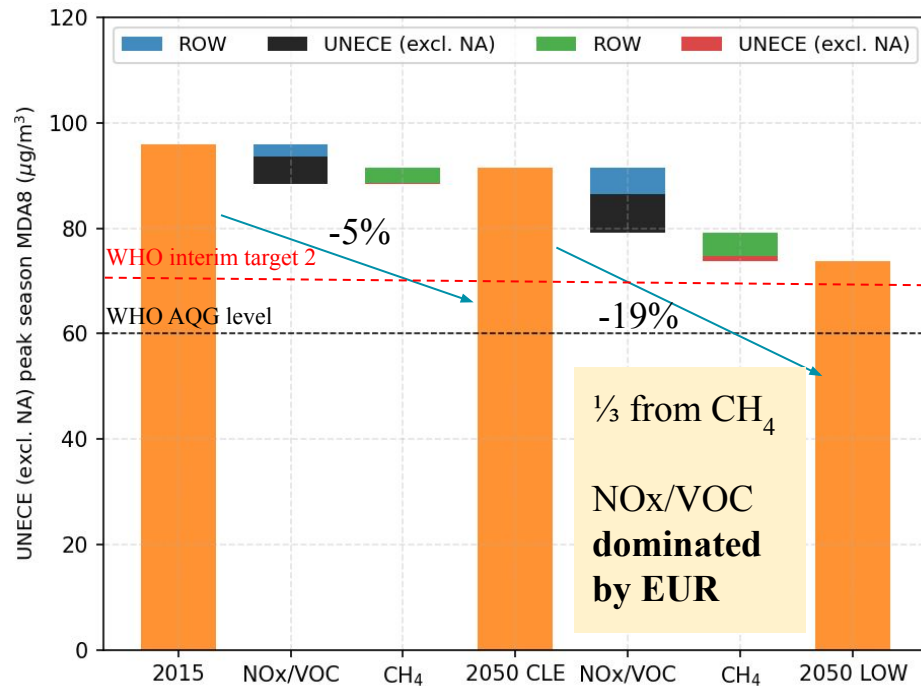 ROW UNECE (excl. NA) ROW UNECE (excl. NA)
UNECE (excl. NA) peak season MDA8 (μg/m³)
120
100
80
60
40
20
0
-5%
WHO interim target 2
WHO AQG level
-19%
⅓ from CH₄
NOx/VOC
dominated
by EUR
2015 NOx/VOC CH₄ 2050 CLE NOx/VOC CH₄ 2050 LOW